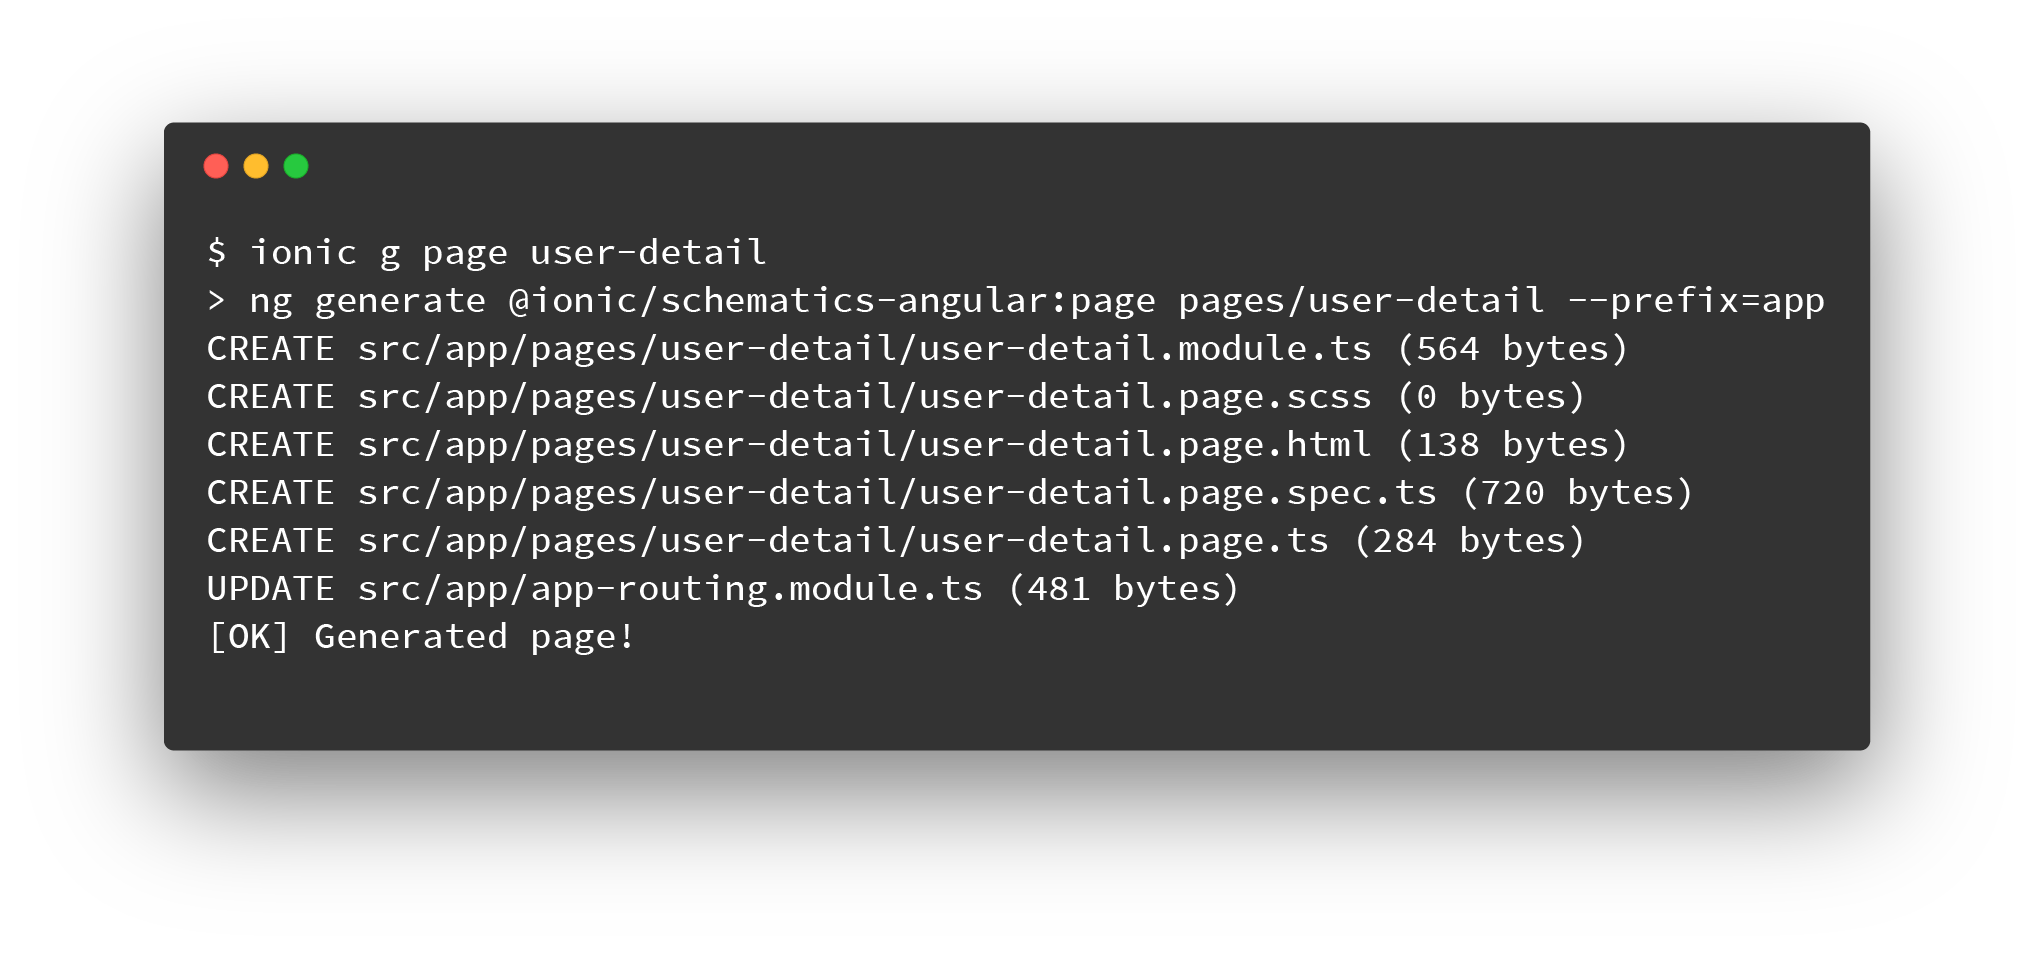 $ ionic g page user-detail
> ng generate @ionic/schematics-angular:page pages/user-detail --prefix=app
CREATE src/app/pages/user-detail/user-detail.module.ts (564 bytes)
CREATE src/app/pages/user-detail/user-detail.page.scss (0 bytes)
CREATE src/app/pages/user-detail/user-detail.page.html (138 bytes)
CREATE src/app/pages/user-detail/user-detail.page.spec.ts (720 bytes)
CREATE src/app/pages/user-detail/user-detail.page.ts (284 bytes)
UPDATE src/app/app-routing.module.ts (481 bytes)
[OK] Generated page!